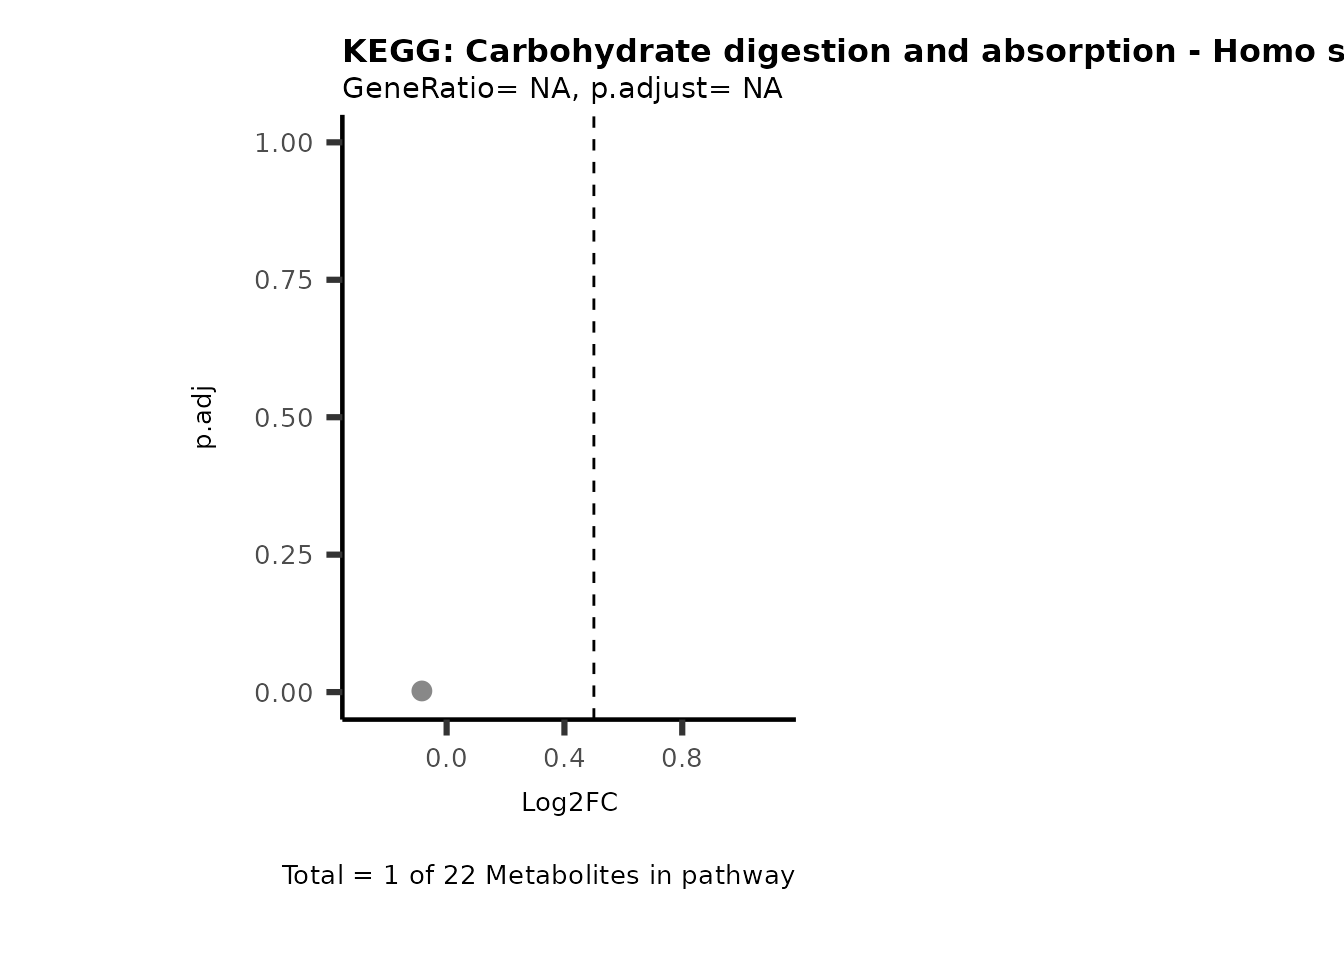 KEGG: Carbohydrate digestion and absorption - Homo s
GeneRatio= NA, p.adjust= NA
1.00
0.75
0.50
0.25
0.00
p.adj
0.0 0.4 0.8
Log2FC
Total = 1 of 22 Metabolites in pathway